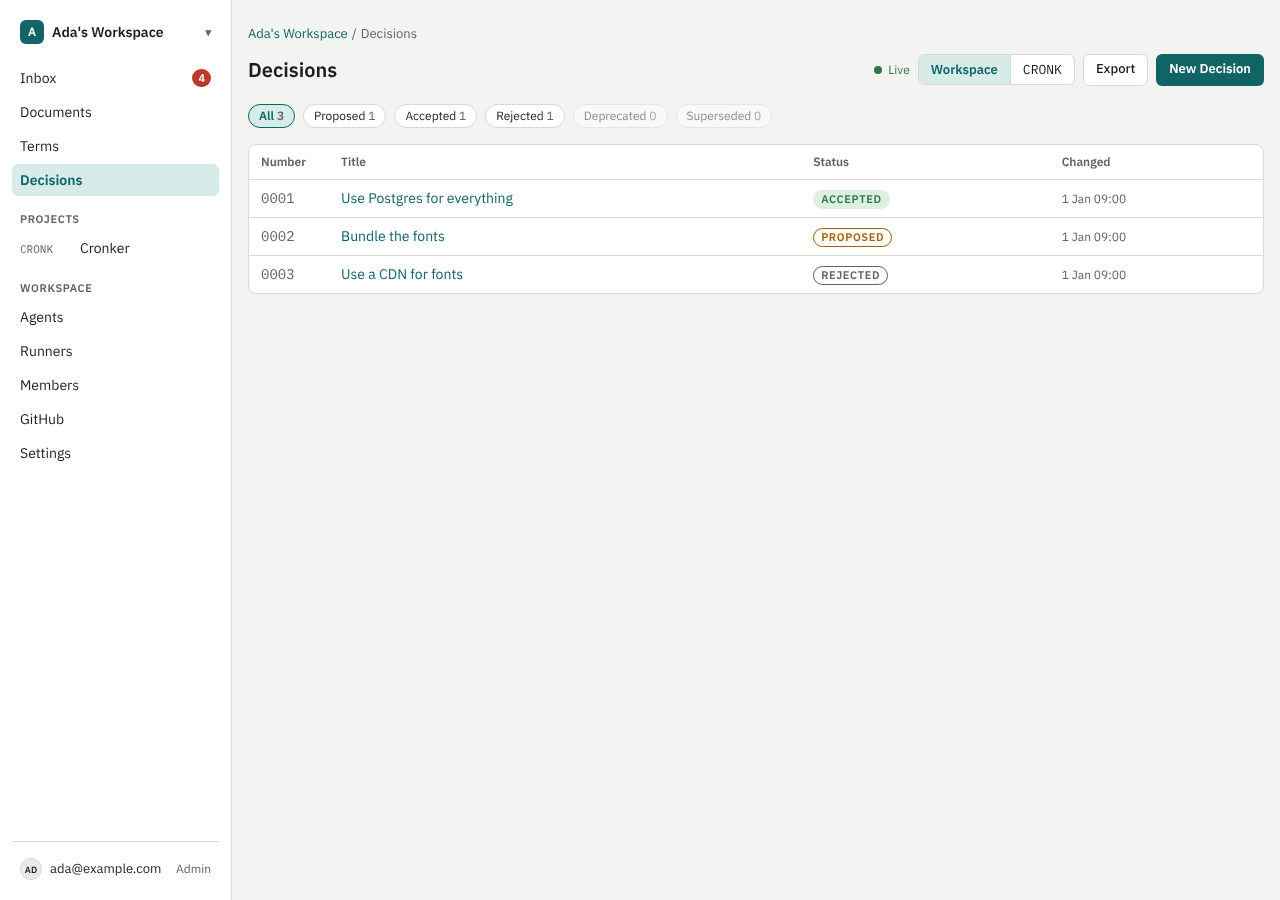 A Ada's Workspace ▾
Inbox 4
Documents
Terms
Decisions
PROJECTS
CRONK Cronker
WORKSPACE
Agents
Runners
Members
GitHub
Settings
AD ada@example.com Admin
Ada's Workspace / Decisions
Decisions
Live Workspace CRONK Export New Decision
All 3 Proposed 1 Accepted 1 Rejected 1 Deprecated 0 Superseded 0
Number Title Status Changed
0001 Use Postgres for everything ACCEPTED 1 Jan 09:00
0002 Bundle the fonts PROPOSED 1 Jan 09:00
0003 Use a CDN for fonts REJECTED 1 Jan 09:00